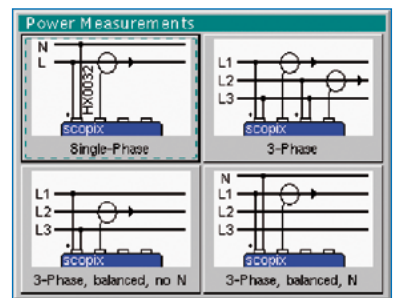 Power Measurements
N
L
HX0032
scopix
Single-Phase
L1
L2
L3
scopix
3-Phase
L1
L2
L3
scopix
3-Phase, balanced, no N
N
L1
L2
L3
scopix
3-Phase, balanced, N